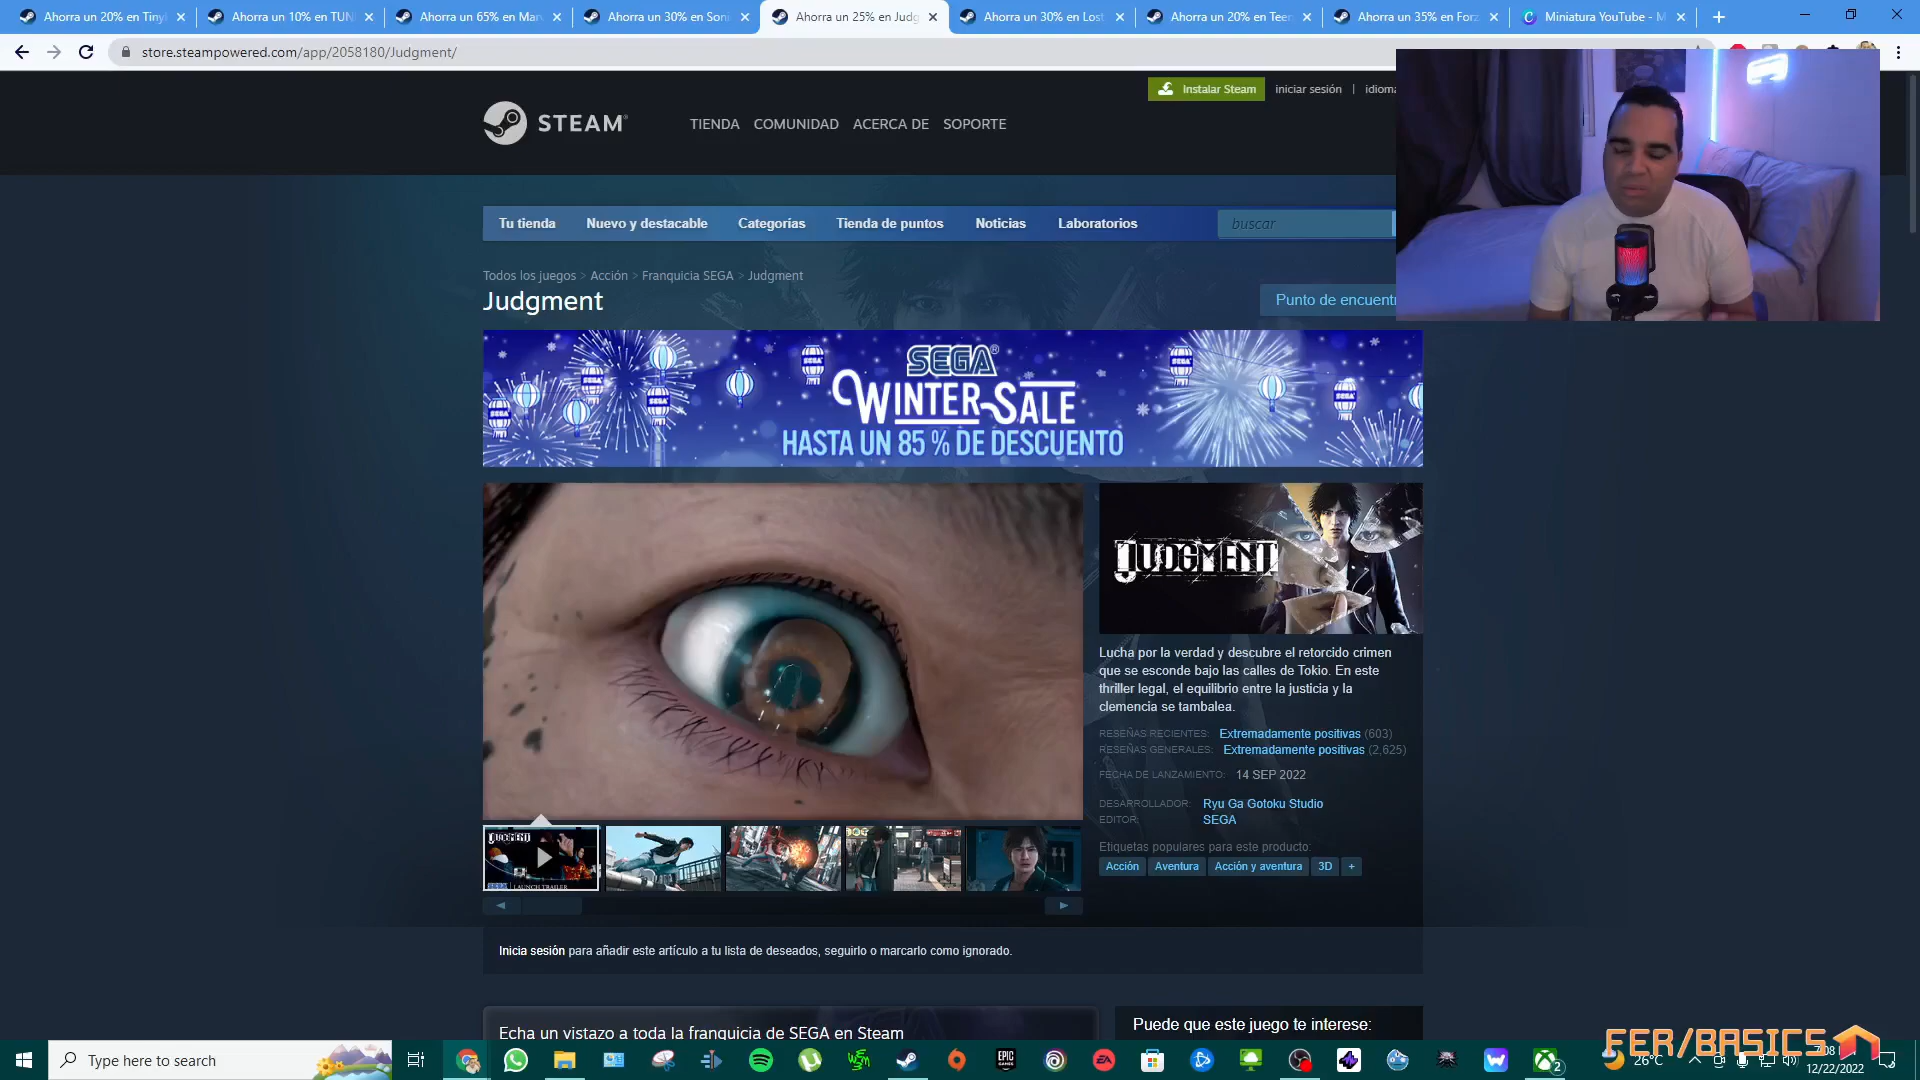 Ahorra un 20% en Tiny
Ahorra un 10% en TUN
Ahorra un 65% en Mar
Ahorra un 30% en Soni
Ahorra un 25% en Judg
Ahorra un 30% en Lost
Ahorra un 20% en Teen
Ahorra un 35% en Forz
Miniatura YouTube - M
store.steampowered.com/app/2058180/Judgment/
Instalar Steam
iniciar sesión | idioma
STEAM®
TIENDA COMUNIDAD ACERCA DE SOPORTE
Tu tienda Nuevo y destacable Categorías Tienda de puntos Noticias Laboratorios buscar
Todos los juegos > Acción > Franquicia SEGA > Judgment
Judgment
Punto de encuentr
SEGA®
WINTER SALE
HASTA UN 85 % DE DESCUENTO
JUDGMENT
Lucha por la verdad y descubre el retorcido crimen
que se esconde bajo las calles de Tokio. En este
thriller legal, el equilibrio entre la justicia y la
clemencia se tambalea.
RESEÑAS RECIENTES: Extremadamente positivas (603)
RESEÑAS GENERALES: Extremadamente positivas (2,625)
FECHA DE LANZAMIENTO: 14 SEP 2022
DESARROLLADOR: Ryu Ga Gotoku Studio
EDITOR: SEGA
Etiquetas populares para este producto:
Acción Aventura Acción y aventura 3D +
JUDGMENT
LAUNCH TRAILER
Inicia sesión para añadir este artículo a tu lista de deseados, seguirlo o marcarlo como ignorado.
Echa un vistazo a toda la franquicia de SEGA en Steam
Puede que este juego te interese:
FER/BASICS
Type here to search
EPIC GAMES
EA
2
26°C
12/22/2022